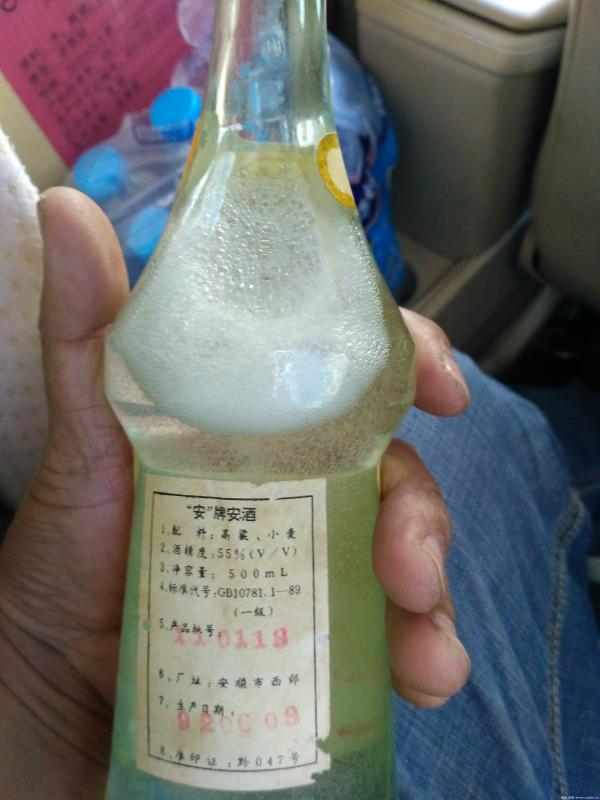 “安”牌安酒
1、配　料：高粱、小麦
2、酒精度：55%(V/V)
3、净容量：500mL
4、标准代号：GB10781.1—89
（一级）
5、产品批号：
110113
6、厂址：安顺市西郊
7、生产日期：
920609
8、准印证：黔047号